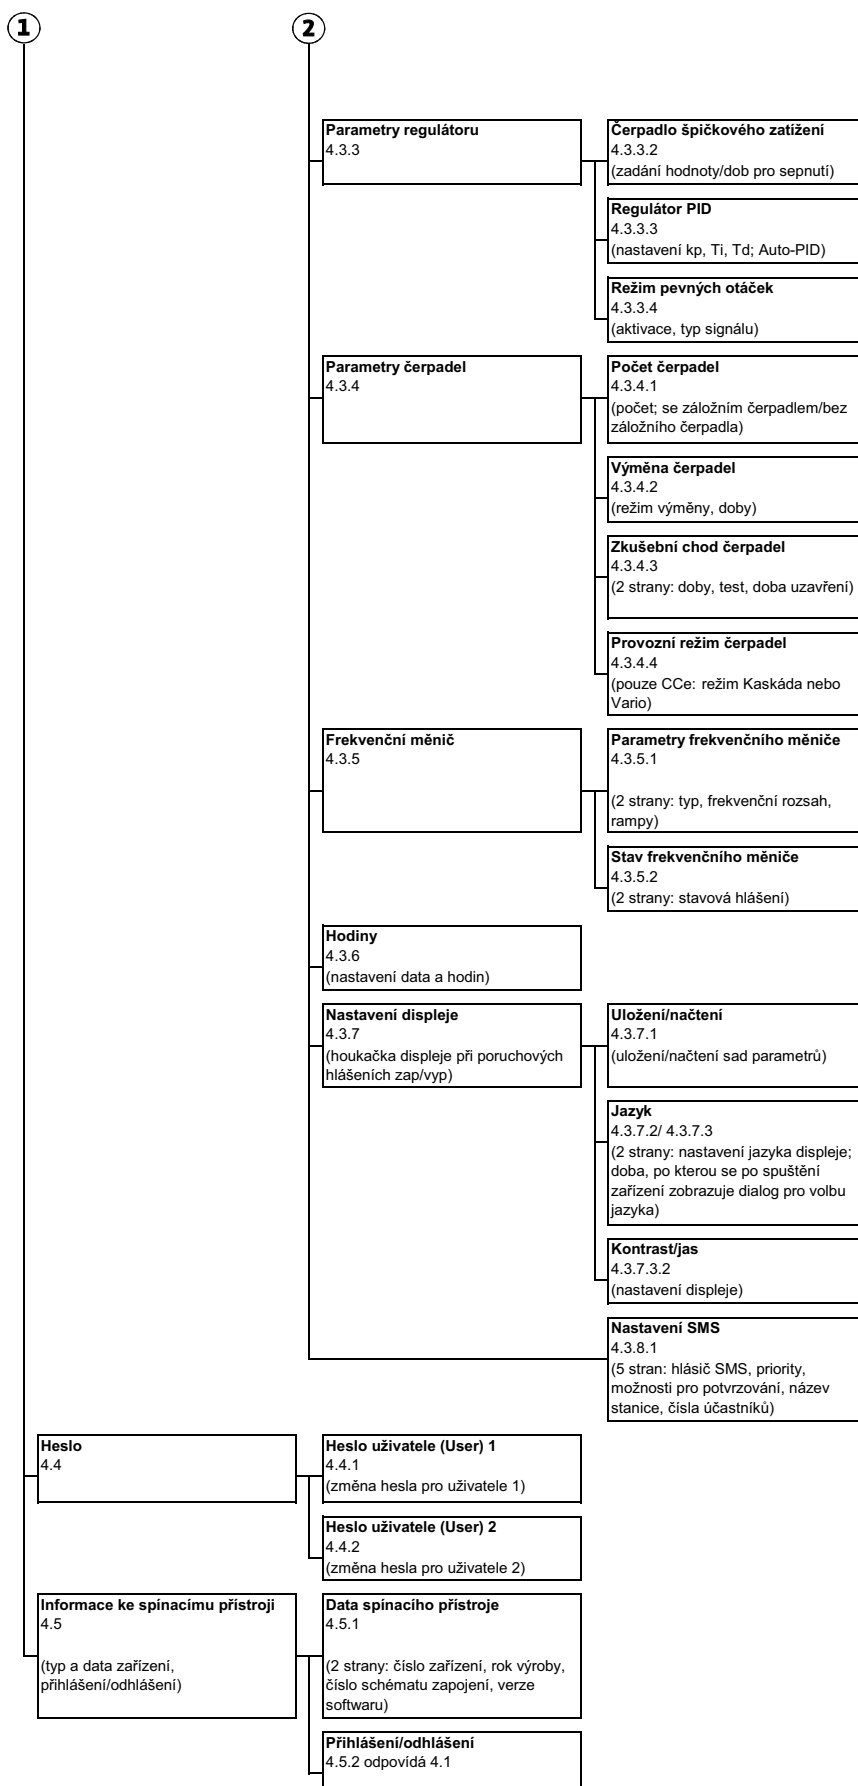 1
2
Parametry regulátoru
4.3.3
Čerpadlo špičkového zatížení
4.3.3.2
(zadání hodnoty/dob pro sepnutí)
Regulátor PID
4.3.3.3
(nastavení kp, Ti, Td; Auto-PID)
Režim pevných otáček
4.3.3.4
(aktivace, typ signálu)
Parametry čerpadel
4.3.4
Počet čerpadel
4.3.4.1
(počet; se záložním čerpadlem/bez
záložního čerpadla)
Výměna čerpadel
4.3.4.2
(režim výměny, doby)
Zkušební chod čerpadel
4.3.4.3
(2 strany: doby, test, doba uzavření)
Provozní režim čerpadel
4.3.4.4
(pouze CCe: režim Kaskáda nebo
Vario)
Frekvenční měnič
4.3.5
Parametry frekvenčního měniče
4.3.5.1
(2 strany: typ, frekvenční rozsah,
rampy)
Stav frekvenčního měniče
4.3.5.2
(2 strany: stavová hlášení)
Hodiny
4.3.6
(nastavení data a hodin)
Nastavení displeje
4.3.7
(houkačka displeje při poruchových
hlášeních zap/vyp)
Uložení/načtení
4.3.7.1
(uložení/načtení sad parametrů)
Jazyk
4.3.7.2/ 4.3.7.3
(2 strany: nastavení jazyka displeje;
doba, po kterou se po spuštění
zařízení zobrazuje dialog pro volbu
jazyka)
Kontrast/jas
4.3.7.3.2
(nastavení displeje)
Nastavení SMS
4.3.8.1
(5 stran: hlásič SMS, priority,
možnosti pro potvrzování, název
stanice, čísla účastníků)
Heslo
4.4
Heslo uživatele (User) 1
4.4.1
(změna hesla pro uživatele 1)
Heslo uživatele (User) 2
4.4.2
(změna hesla pro uživatele 2)
Informace ke spínacímu přístroji
4.5
(typ a data zařízení,
přihlášení/odhlášení)
Data spínacího přístroje
4.5.1
(2 strany: číslo zařízení, rok výroby,
číslo schématu zapojení, verze
softwaru)
Přihlášení/odhlášení
4.5.2 odpovídá 4.1